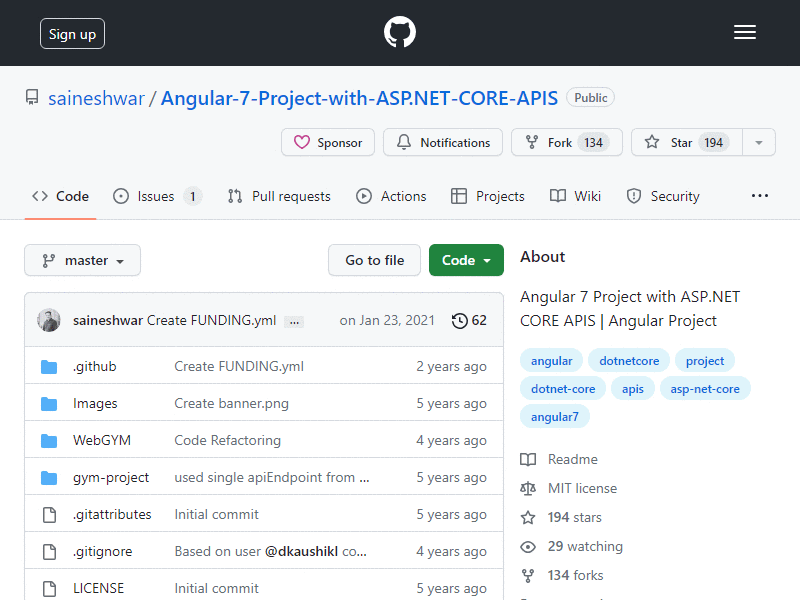 Sign up
saineshwar / Angular-7-Project-with-ASP.NET-CORE-APIS Public
Sponsor Notifications Fork 134 Star 194
Code Issues 1 Pull requests Actions Projects Wiki Security ...
master Go to file Code
saineshwar Create FUNDING.yml ... on Jan 23, 2021 62
.github Create FUNDING.yml 2 years ago
Images Create banner.png 5 years ago
WebGYM Code Refactoring 4 years ago
gym-project used single apiEndpoint from ... 5 years ago
.gitattributes Initial commit 5 years ago
.gitignore Based on user @dkaushikl co... 4 years ago
LICENSE Initial commit 5 years ago
About
Angular 7 Project with ASP.NET
CORE APIS | Angular Project
angular dotnetcore project
dotnet-core apis asp-net-core
angular7
Readme
MIT license
194 stars
29 watching
134 forks